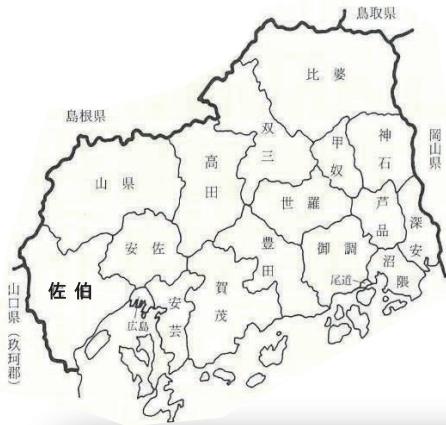 鳥取県
比婆
島根県
岡山県
双三
甲奴
神石
高田
山県
世羅
芦品
深安
安佐
豊田
御調
沼隈
佐伯
尾道
賀茂
安芸
広島
山口県(玖珂郡)